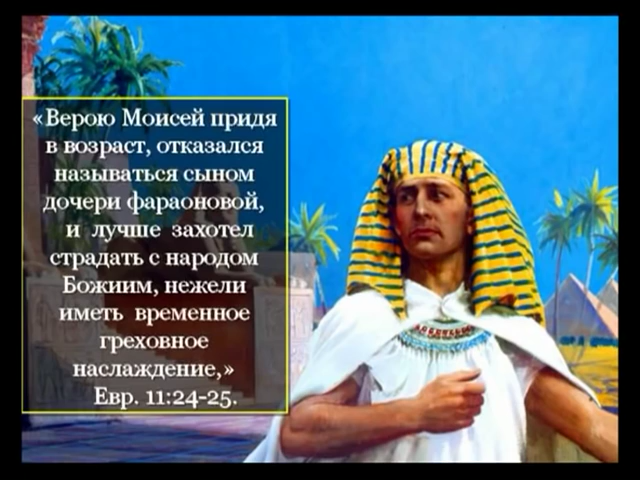 «Верою Моисей придя
в возраст, отказался
называться сыном
дочери фараоновой,
и лучше захотел
страдать с народом
Божиим, нежели
иметь временное
греховное
наслаждение,»
Евр. 11:24-25.